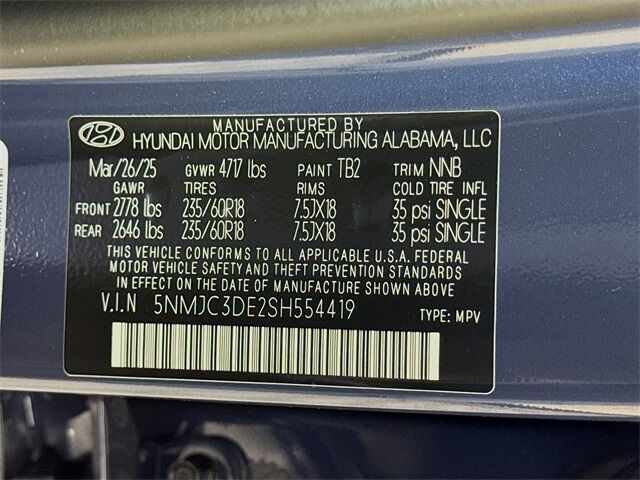 MANUFACTURED BY
HYUNDAI MOTOR MANUFACTURING ALABAMA, LLC
Mar/26/25 GVWR 4717 lbs PAINT TB2 TRIM NNB
GAWR TIRES RIMS COLD TIRE INFL
FRONT 2778 lbs 235/60R18 7.5JX18 35 psi SINGLE
REAR 2646 lbs 235/60R18 7.5JX18 35 psi SINGLE
THIS VEHICLE CONFORMS TO ALL APPLICABLE U.S.A. FEDERAL
MOTOR VEHICLE SAFETY AND THEFT PREVENTION STANDARDS
IN EFFECT ON THE DATE OF MANUFACTURE SHOWN ABOVE.
V.I.N 5NMJC3DE2SH554419 TYPE: MPV